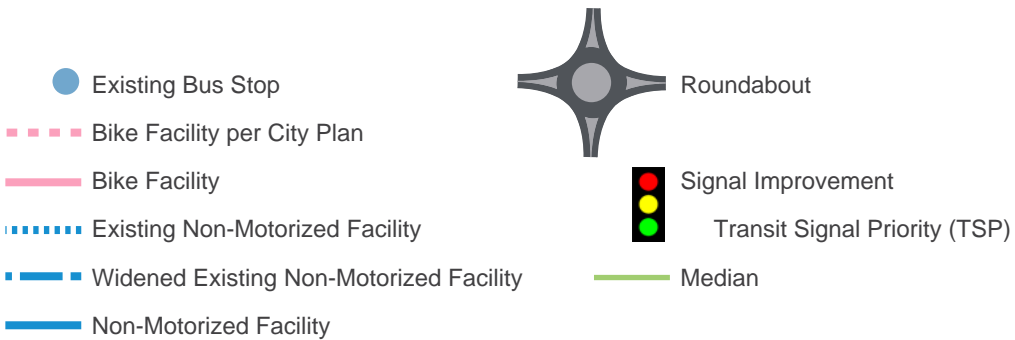 Existing Bus Stop
Bike Facility per City Plan
Bike Facility
Existing Non-Motorized Facility
Widened Existing Non-Motorized Facility
Non-Motorized Facility
Roundabout
Signal Improvement
Transit Signal Priority (TSP)
Median